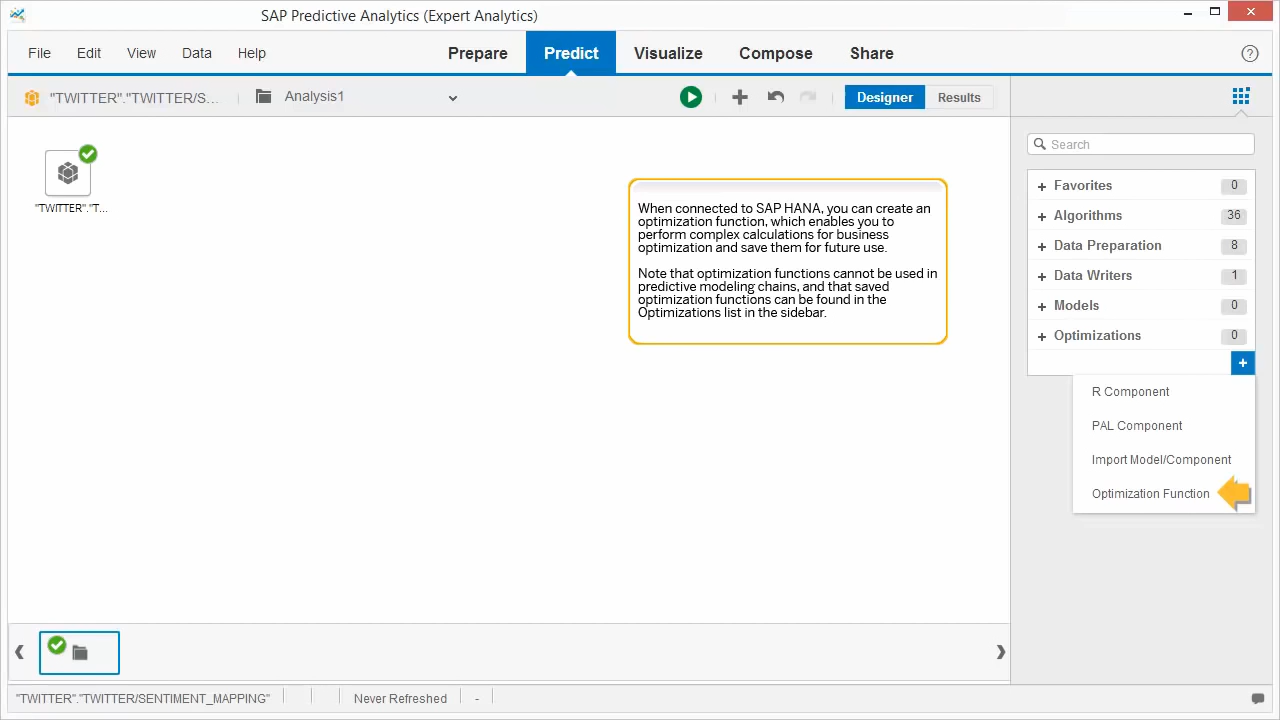 SAP Predictive Analytics (Expert Analytics)
File Edit View Data Help Prepare Predict Visualize Compose Share
"TWITTER"."TWITTER/S... Analysis1 Designer Results
Search
"TWITTER"."T...
Favorites 0
Algorithms 36
Data Preparation 8
Data Writers 1
Models 0
Optimizations 0
+
R Component
PAL Component
Import Model/Component
Optimization Function
When connected to SAP HANA, you can create an
optimization function, which enables you to
perform complex calculations for business
optimization and save them for future use.
Note that optimization functions cannot be used in
predictive modeling chains, and that saved
optimization functions can be found in the
Optimizations list in the sidebar.
"TWITTER"."TWITTER/SENTIMENT_MAPPING" Never Refreshed -